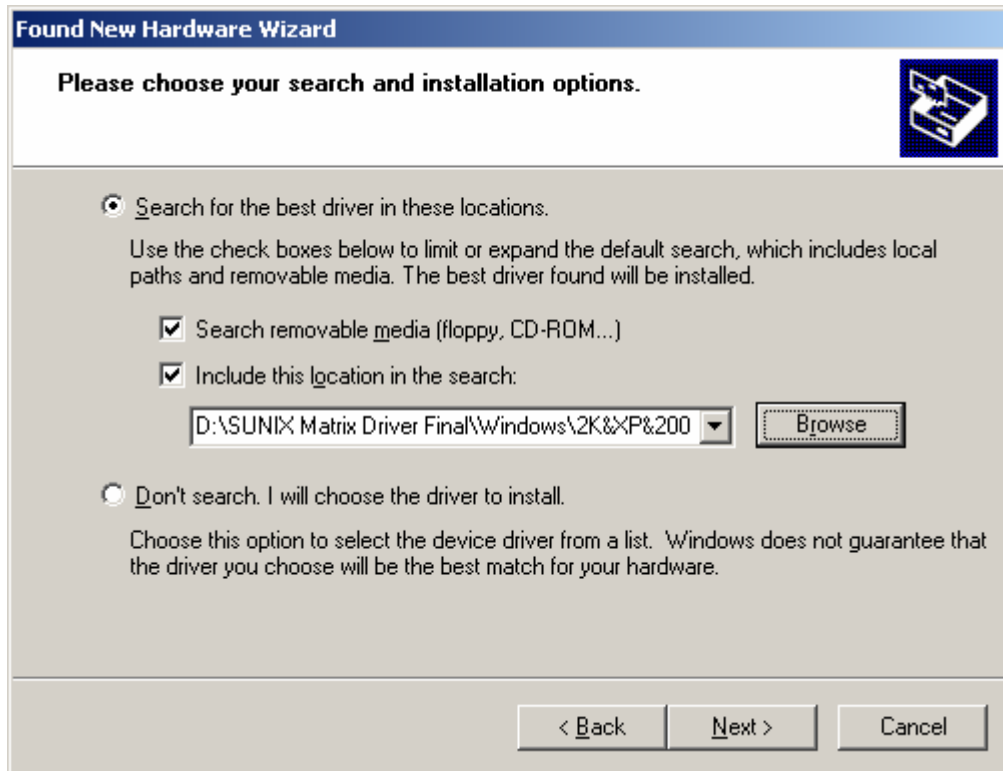 Found New Hardware Wizard
Please choose your search and installation options.
Search for the best driver in these locations.
Use the check boxes below to limit or expand the default search, which includes local
paths and removable media. The best driver found will be installed.
Search removable media (floppy, CD-ROM...)
Include this location in the search:
D:\SUNIX Matrix Driver Final\Windows\2K&XP&200
Browse
Don't search. I will choose the driver to install.
Choose this option to select the device driver from a list. Windows does not guarantee that
the driver you choose will be the best match for your hardware.
< Back
Next >
Cancel